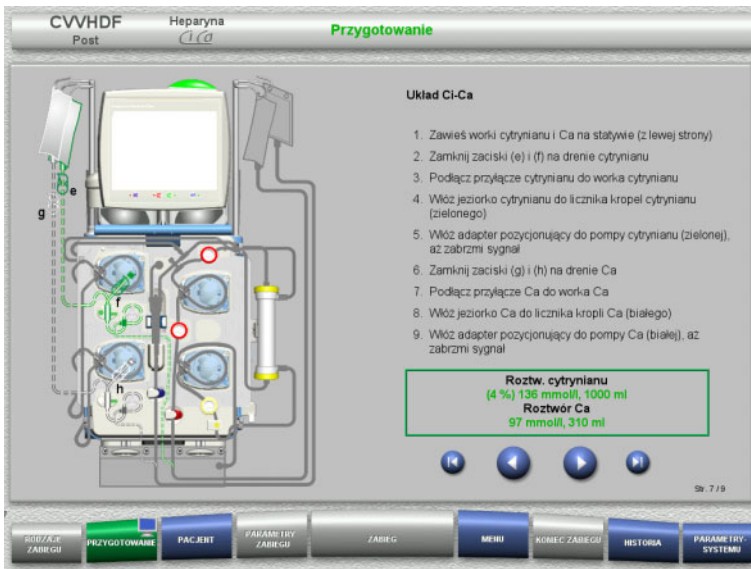 CVVHDF
Post
Heparyna
Ci Ca
Przygotowanie
Układ Ci-Ca
1. Zawieś worki cytrynianu i Ca na statywie (z lewej strony)
2. Zamknij zaciski (e) i (f) na drenie cytrynianu
3. Podłącz przyłącze cytrynianu do worka cytrynianu
4. Włóż jeziorko cytrynianu do licznika kropel cytrynianu
(zielonego)
5. Włóż adapter pozycjonujący do pompy cytrynianu (zielonej),
aż zabrzmi sygnał
6. Zamknij zaciski (g) i (h) na drenie Ca
7. Podłącz przyłącze Ca do worka Ca
8. Włóż jeziorko Ca do licznika kropli Ca (białego)
9. Włóż adapter pozycjonujący do pompy Ca (białej), aż
zabrzmi sygnał
e
g
f
h
Roztw. cytrynianu
(4 %) 136 mmol/l, 1000 ml
Roztwór Ca
97 mmol/l, 310 ml
Str. 7 / 9
RODZAJE
ZABIEGU
PRZYGOTOWANIE
PACJENT
PARAMETRY
ZABIEGU
ZABIEG
MENU
KONIEC ZABIEGU
HISTORIA
PARAMETRY-
SYSTEMU